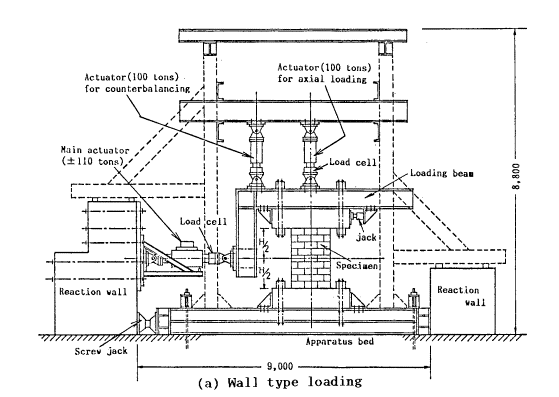 Actuator(100 tons)
for counterbalancing
Actuator(100 tons)
for axial loading
Main actuator
(±110 tons)
Load cell
Loading beam
8,800
Load cell
jack
H/2
H/2
Specimen
Reaction wall
Reaction
wall
Screw jack
Apparatus bed
9,000
(a) Wall type loading